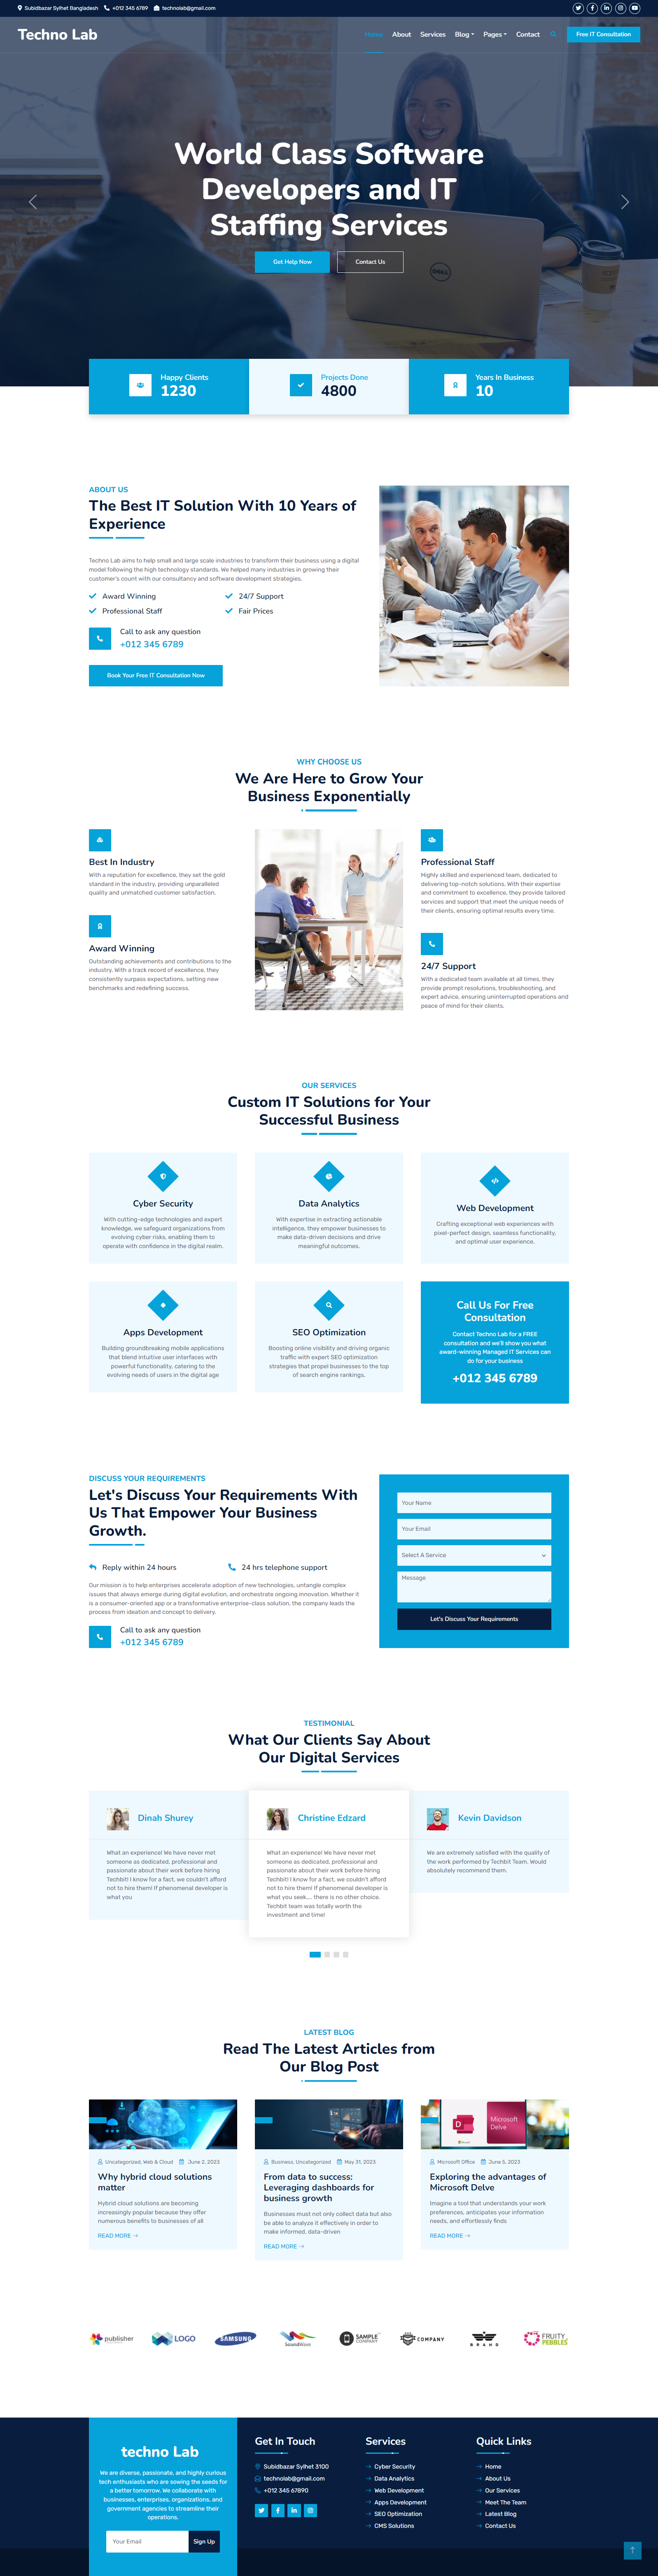 Subidbazar Sylhet Bangladesh +012 345 6789 technolab@gmail.com
Techno Lab
Home About Services Blog Pages Contact
Free IT Consultation
World Class Software
Developers and IT
Staffing Services
Get Help Now
Contact Us
DELL
Happy Clients
1230
Projects Done
4800
Years In Business
10
ABOUT US
The Best IT Solution With 10 Years of
Experience
Techno Lab aims to help small and large scale industries to transform their business using a digital
model following the high technology standards. We helped many industries in growing their
customer's count with our consultancy and software development strategies.
Award Winning
24/7 Support
Professional Staff
Fair Prices
Call to ask any question
+012 345 6789
Book Your Free IT Consultation Now
WHY CHOOSE US
We Are Here to Grow Your
Business Exponentially
Best In Industry
With a reputation for excellence, they set the gold
standard in the industry, providing unparalleled
quality and unmatched customer satisfaction.
Award Winning
Outstanding achievements and contributions to the
industry. With a track record of excellence, they
consistently surpass expectations, setting new
benchmarks and redefining success.
Professional Staff
Highly skilled and experienced team, dedicated to
delivering top-notch solutions. With their expertise
and commitment to excellence, they provide tailored
services and support that meet the unique needs of
their clients, ensuring optimal results every time.
24/7 Support
With a dedicated team available at all times, they
provide prompt resolutions, troubleshooting, and
expert advice, ensuring uninterrupted operations and
peace of mind for their clients.
OUR SERVICES
Custom IT Solutions for Your
Successful Business
Cyber Security
With cutting-edge technologies and expert
knowledge, we safeguard organizations from
evolving cyber risks, enabling them to
operate with confidence in the digital realm.
Data Analytics
With expertise in extracting actionable
intelligence, they empower businesses to
make data-driven decisions and drive
meaningful outcomes.
Web Development
Crafting exceptional web experiences with
pixel-perfect design, seamless functionality,
and optimal user experience.
Apps Development
Building groundbreaking mobile applications
that blend intuitive user interfaces with
powerful functionality, catering to the
evolving needs of users in the digital age
SEO Optimization
Boosting online visibility and driving organic
traffic with expert SEO optimization
strategies that propel businesses to the top
of search engine rankings.
Call Us For Free
Consultation
Contact Techno Lab for a FREE
consultation and we'll show you what
award-winning Managed IT Services can
do for your business
+012 345 6789
DISCUSS YOUR REQUIREMENTS
Let's Discuss Your Requirements With
Us That Empower Your Business
Growth.
Reply within 24 hours
24 hrs telephone support
Our mission is to help enterprises accelerate adoption of new technologies, untangle complex
issues that always emerge during digital evolution, and orchestrate ongoing innovation. Whether it
is a consumer-oriented app or a transformative enterprise-class solution, the company leads the
process from ideation and concept to delivery.
Call to ask any question
+012 345 6789
Your Name
Your Email
Select A Service
Message
Let's Discuss Your Requirements
TESTIMONIAL
What Our Clients Say About
Our Digital Services
Dinah Shurey
What an experience! We have never met
someone as dedicated, professional and
passionate about their work before hiring
Techbit! I know for a fact, we couldn't afford
not to hire them! If phenomenal developer is
what you
Christine Edzard
What an experience! We have never met
someone as dedicated, professional and
passionate about their work before hiring
Techbit! I know for a fact, we couldn't afford
not to hire them! If phenomenal developer is
what you seek.... there is no other choice.
Techbit team was totally worth the
investment and time!
Kevin Davidson
We are extremely satisfied with the quality of
the work performed by Techbit Team. Would
absolutely recommend them.
LATEST BLOG
Read The Latest Articles from
Our Blog Post
Uncategorized, Web & Cloud June 2, 2023
Why hybrid cloud solutions
matter
Hybrid cloud solutions are becoming
increasingly popular because they offer
numerous benefits to businesses of all
READ MORE
Business, Uncategorized May 31, 2023
From data to success:
Leveraging dashboards for
business growth
Businesses must not only collect data but also
be able to analyze it effectively in order to
make informed, data-driven
READ MORE
Microsoft Delve
Microsoft Office June 5, 2023
Exploring the advantages of
Microsoft Delve
Imagine a tool that understands your work
preferences, anticipates your information
needs, and effortlessly finds
READ MORE
publisher
LOGO
SAMSUNG
SoundWave
SAMPLE
COMPANY
COMPANY
BRAND
FRUITY
PEBBLES
techno Lab
We are diverse, passionate, and highly curious
tech enthusiasts who are sowing the seeds for
a better tomorrow. We collaborate with
businesses, enterprises, organizations, and
government agencies to streamline their
operations.
Your Email
Sign Up
Get In Touch
Subidbazar Sylhet 3100
technolab@gmail.com
+012 345 67890
Services
Cyber Security
Data Analytics
Web Development
Apps Development
SEO Optimization
CMS Solutions
Quick Links
Home
About Us
Our Services
Meet The Team
Latest Blog
Contact Us